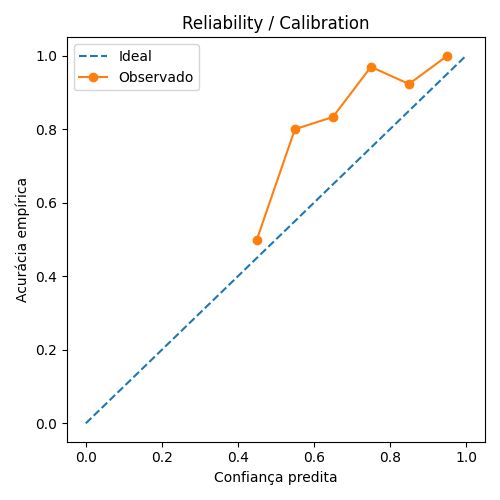 Reliability / Calibration
Ideal
Observado
1.0
0.8
0.6
0.4
0.2
0.0
Acurácia empírica
0.0 0.2 0.4 0.6 0.8 1.0
Confiança predita